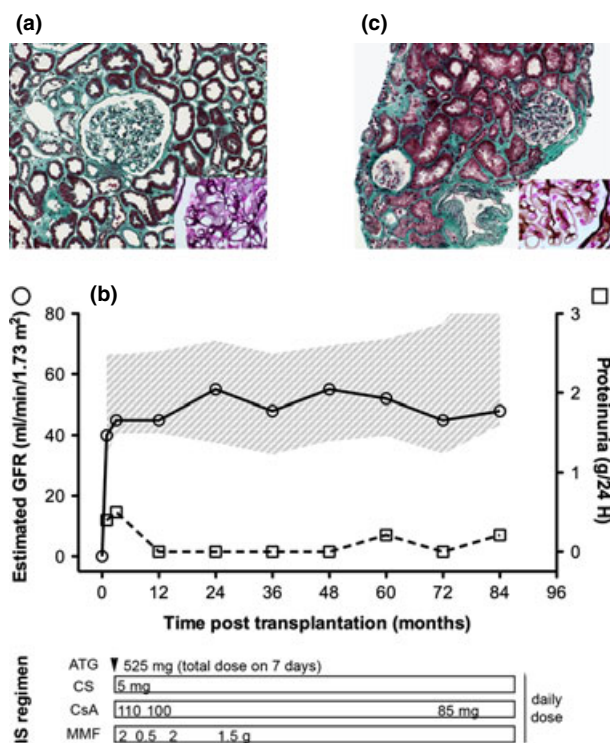 (a)
(c)
(b)
Estimated GFR (ml/min/1.73 m²)
80
60
40
20
0
3
2
1
0
Proteinuria (g/24 H)
0 12 24 36 48 60 72 84 96
Time post transplantation (months)
IS regimen
ATG 525 mg (total dose on 7 days)
CS 5 mg
CsA 110 100 85 mg
MMF 2 0.5 2 1.5 g
daily dose